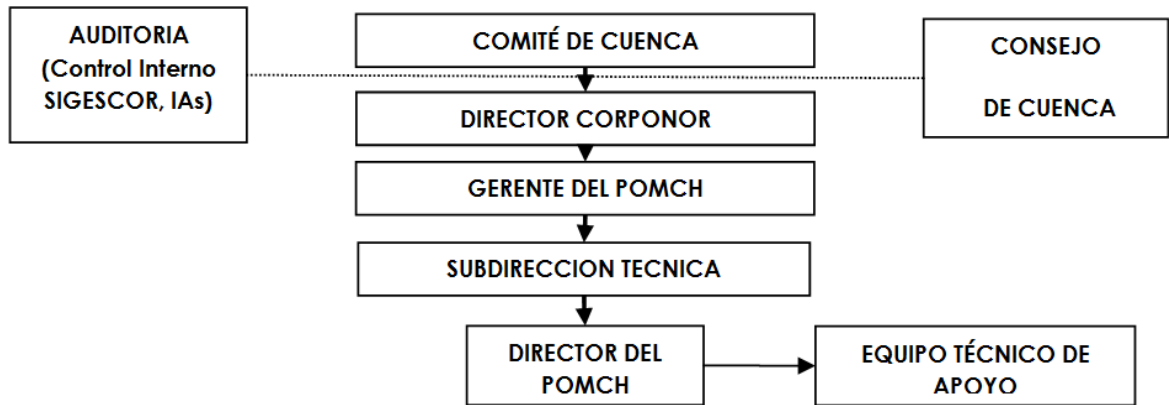 AUDITORIA
(Control Interno
SIGESCOR, IAs)
COMITÉ DE CUENCA
CONSEJO
DE CUENCA
DIRECTOR CORPONOR
GERENTE DEL POMCH
SUBDIRECCION TECNICA
DIRECTOR DEL
POMCH
EQUIPO TÉCNICO DE
APOYO